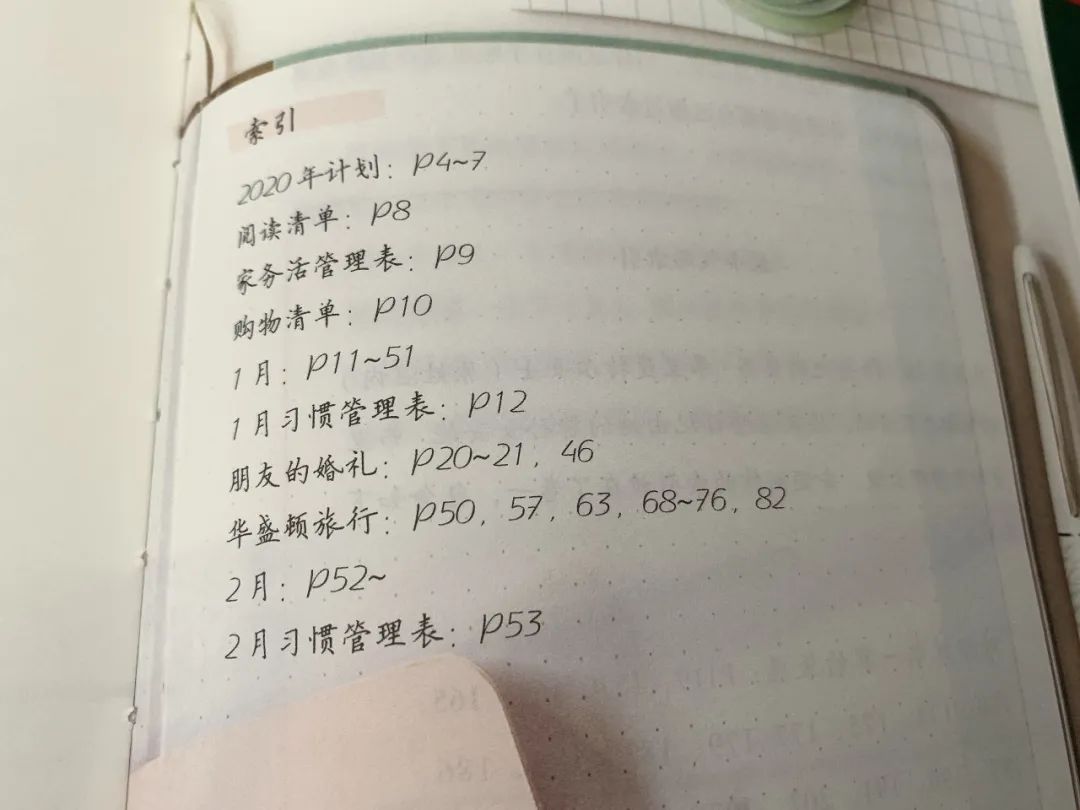 索引
2020年计划：P4~7
阅读清单：P8
家务活管理表：P9
购物清单：P10
1月：P11~51
1月习惯管理表：P12
朋友的婚礼：P20~21，46
华盛顿旅行：P50，57，63，68~76，82
2月：P52~
2月习惯管理表：P53